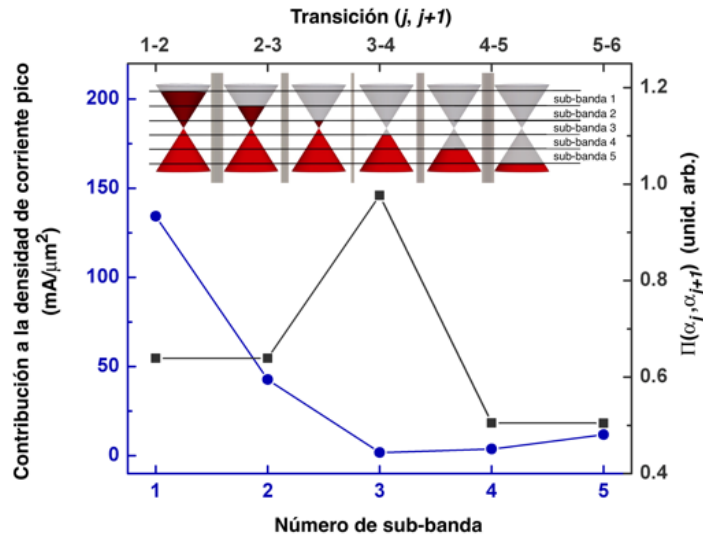 Transición (j, j+1)
1-2 2-3 3-4 4-5 5-6
Contribución a la densidad de corriente pico
(mA/μm²)
200
150
100
50
0
sub-banda 1
sub-banda 2
sub-banda 3
sub-banda 4
sub-banda 5
1.2
1.0
0.8
0.6
0.4
Π(αⱼ,αⱼ₊₁) (unid. arb.)
1 2 3 4 5
Número de sub-banda